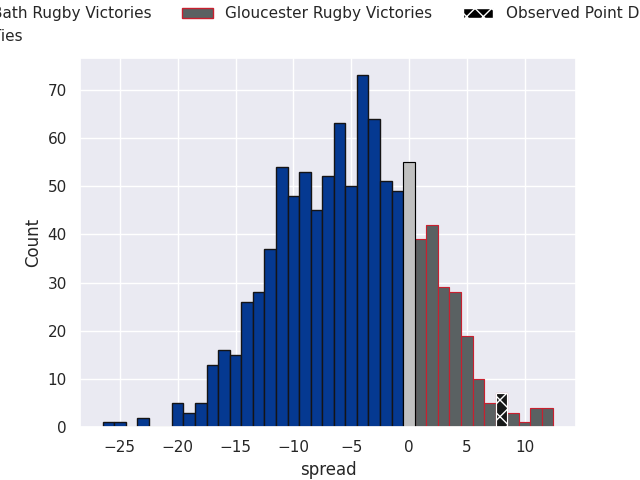 Bath Rugby Victories Gloucester Rugby Victories Observed Point D
Ties
70
60
50
40
30
20
10
0
Count
−25 −20 −15 −10 −5 0 5 10
spread